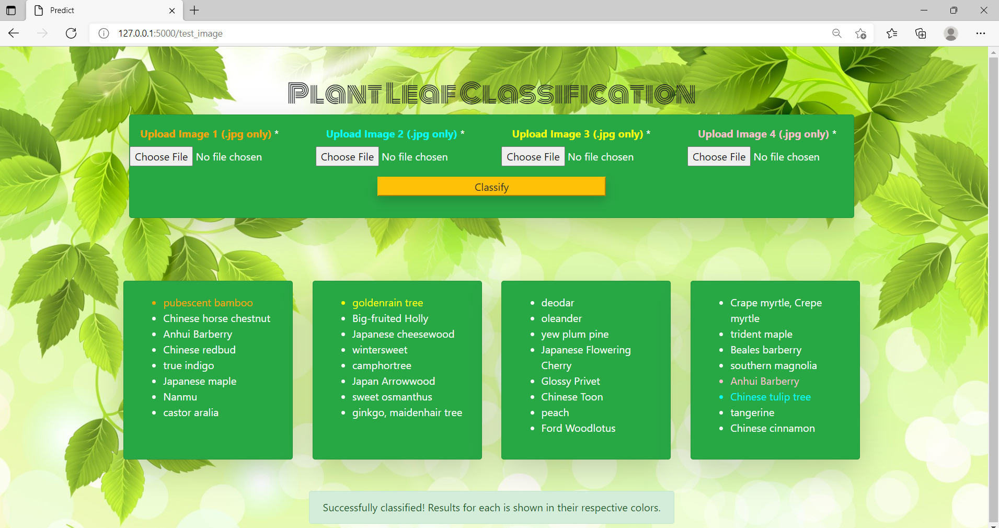 Predict
127.0.0.1:5000/test_image
Plant Leaf Classification
Upload Image 1 (.jpg only) *
Upload Image 2 (.jpg only) *
Upload Image 3 (.jpg only) *
Upload Image 4 (.jpg only) *
Choose File No file chosen
Choose File No file chosen
Choose File No file chosen
Choose File No file chosen
Classify
pubescent bamboo
Chinese horse chestnut
Anhui Barberry
Chinese redbud
true indigo
Japanese maple
Nanmu
castor aralia
goldenrain tree
Big-fruited Holly
Japanese cheesewood
wintersweet
camphortree
Japan Arrowwood
sweet osmanthus
ginkgo, maidenhair tree
deodar
oleander
yew plum pine
Japanese Flowering
Cherry
Glossy Privet
Chinese Toon
peach
Ford Woodlotus
Crape myrtle, Crepe
myrtle
trident maple
Beales barberry
southern magnolia
Anhui Barberry
Chinese tulip tree
tangerine
Chinese cinnamon
Successfully classified! Results for each is shown in their respective colors.